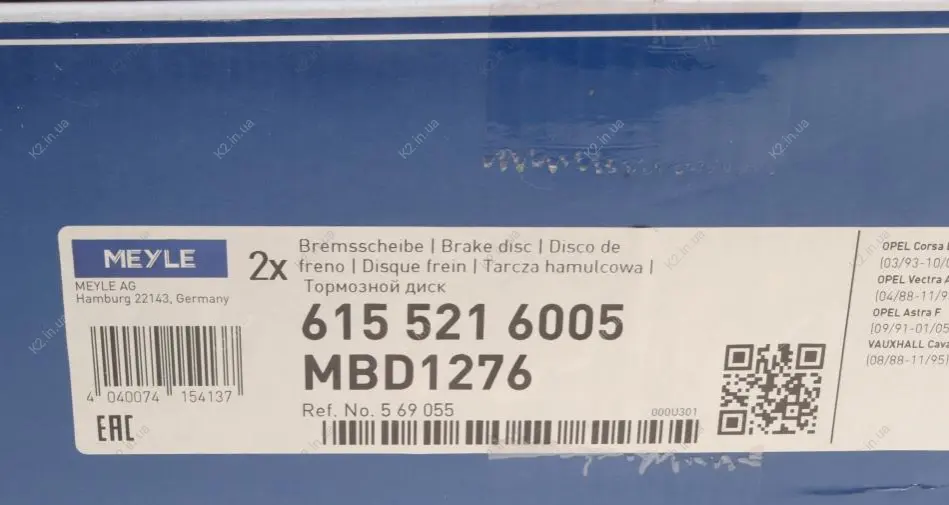 MEYLE
MEYLE AG
Hamburg 22143, Germany
4 040074 154137
EAC
2x
Bremsscheibe | Brake disc | Disco de
freno | Disque frein | Tarcza hamulcowa |
Тормозной диск
615 521 6005
MBD1276
Ref. No. 5 69 055
000U301
OPEL Corsa
(03/93-10/
OPEL Vectra
(04/88-11/9
OPEL Astra F
(09/91-01/05
VAUXHALL Cava
(08/88-11/95)
K2.in.ua